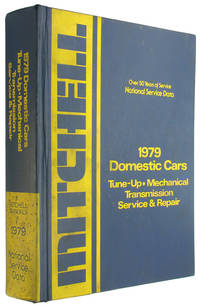 MITCHELL
Over 50 Years of Service
National Service Data
1979
Domestic Cars
Tune-Up • Mechanical
Transmission
Service & Repair
1979 Domestic Cars
Tune-Up • Mechanical
Transmission
Service & Repair
MITCHELL
1979
National
Service
Data